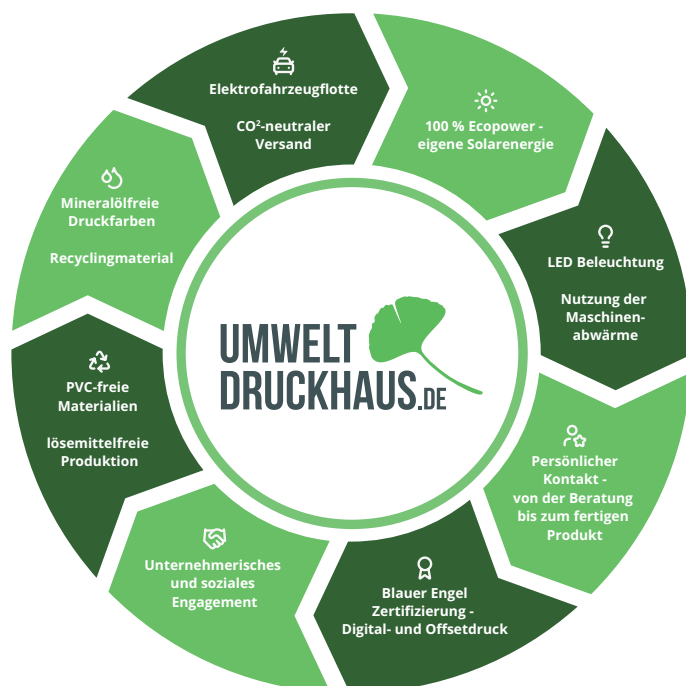 Elektrofahrzeugflotte
CO²-neutraler
Versand
100 % Ecopower -
eigene Solarenergie
LED Beleuchtung
Nutzung der
Maschinen-
abwärme
Persönlicher
Kontakt -
von der Beratung
bis zum fertigen
Produkt
Blauer Engel
Zertifizierung -
Digital- und Offsetdruck
Unternehmerisches
und soziales
Engagement
PVC-freie
Materialien
lösemittelfreie
Produktion
Mineralölfreie
Druckfarben
Recyclingmaterial
UMWELT
DRUCKHAUS.DE